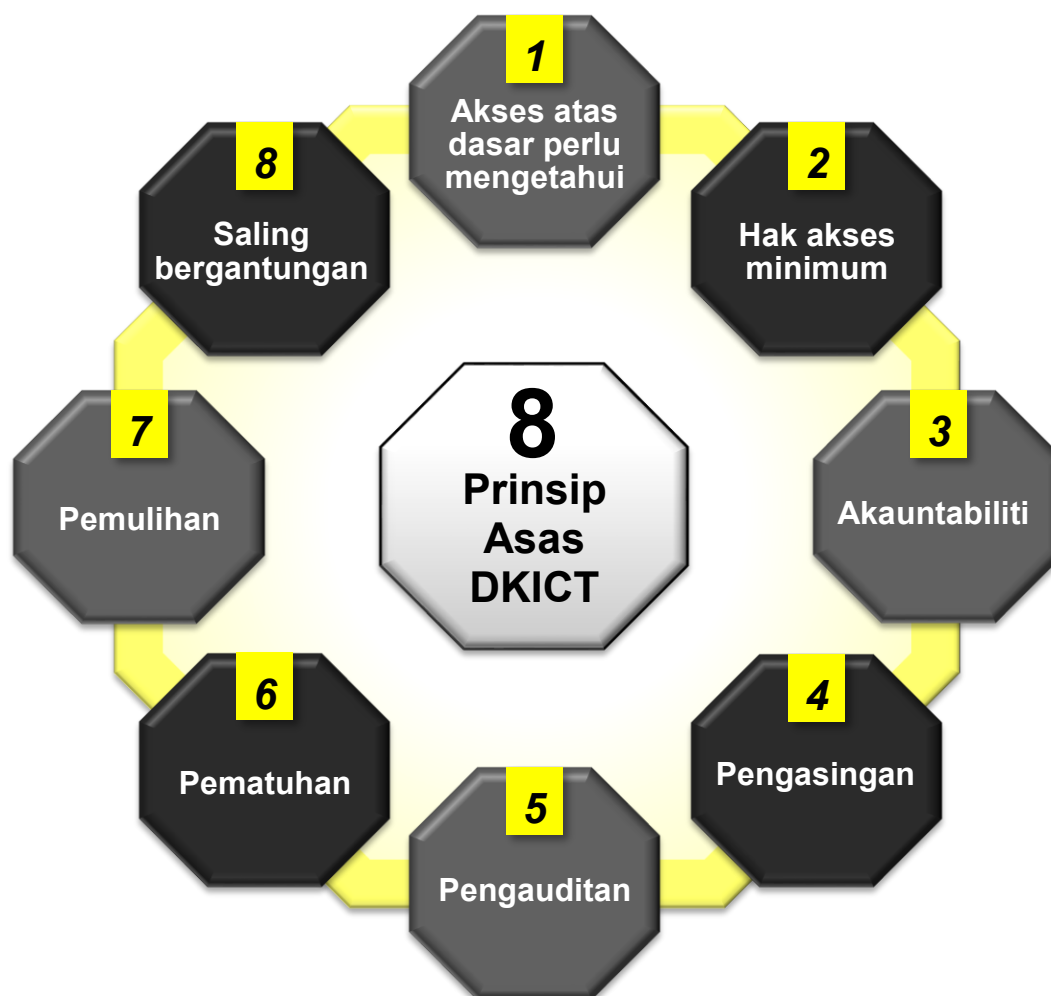 1
Akses atas
dasar perlu
mengetahui
2
Hak akses
minimum
3
Akauntabiliti
4
Pengasingan
5
Pengauditan
6
Pematuhan
7
Pemulihan
8
Saling
bergantungan
8
Prinsip
Asas
DKICT